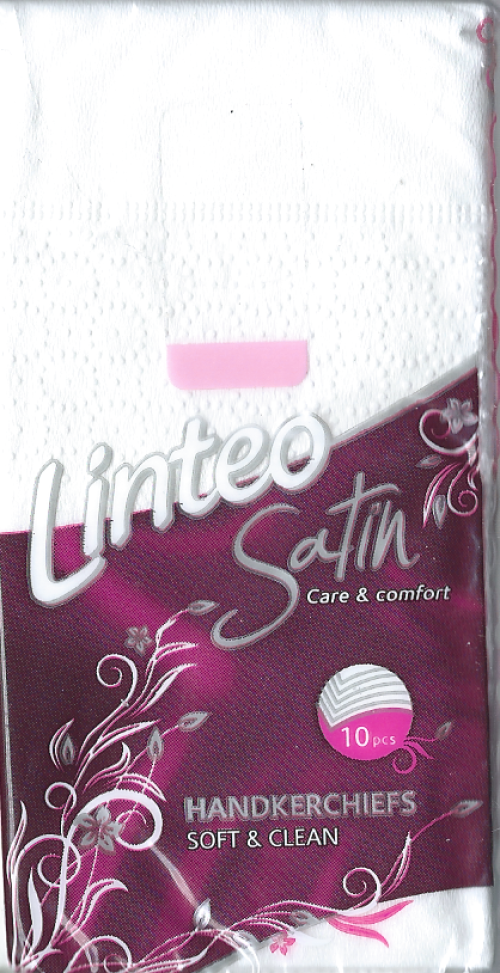 Linteo
Satin
Care & comfort
10 pcs
HANDKERCHIEFS
SOFT & CLEAN